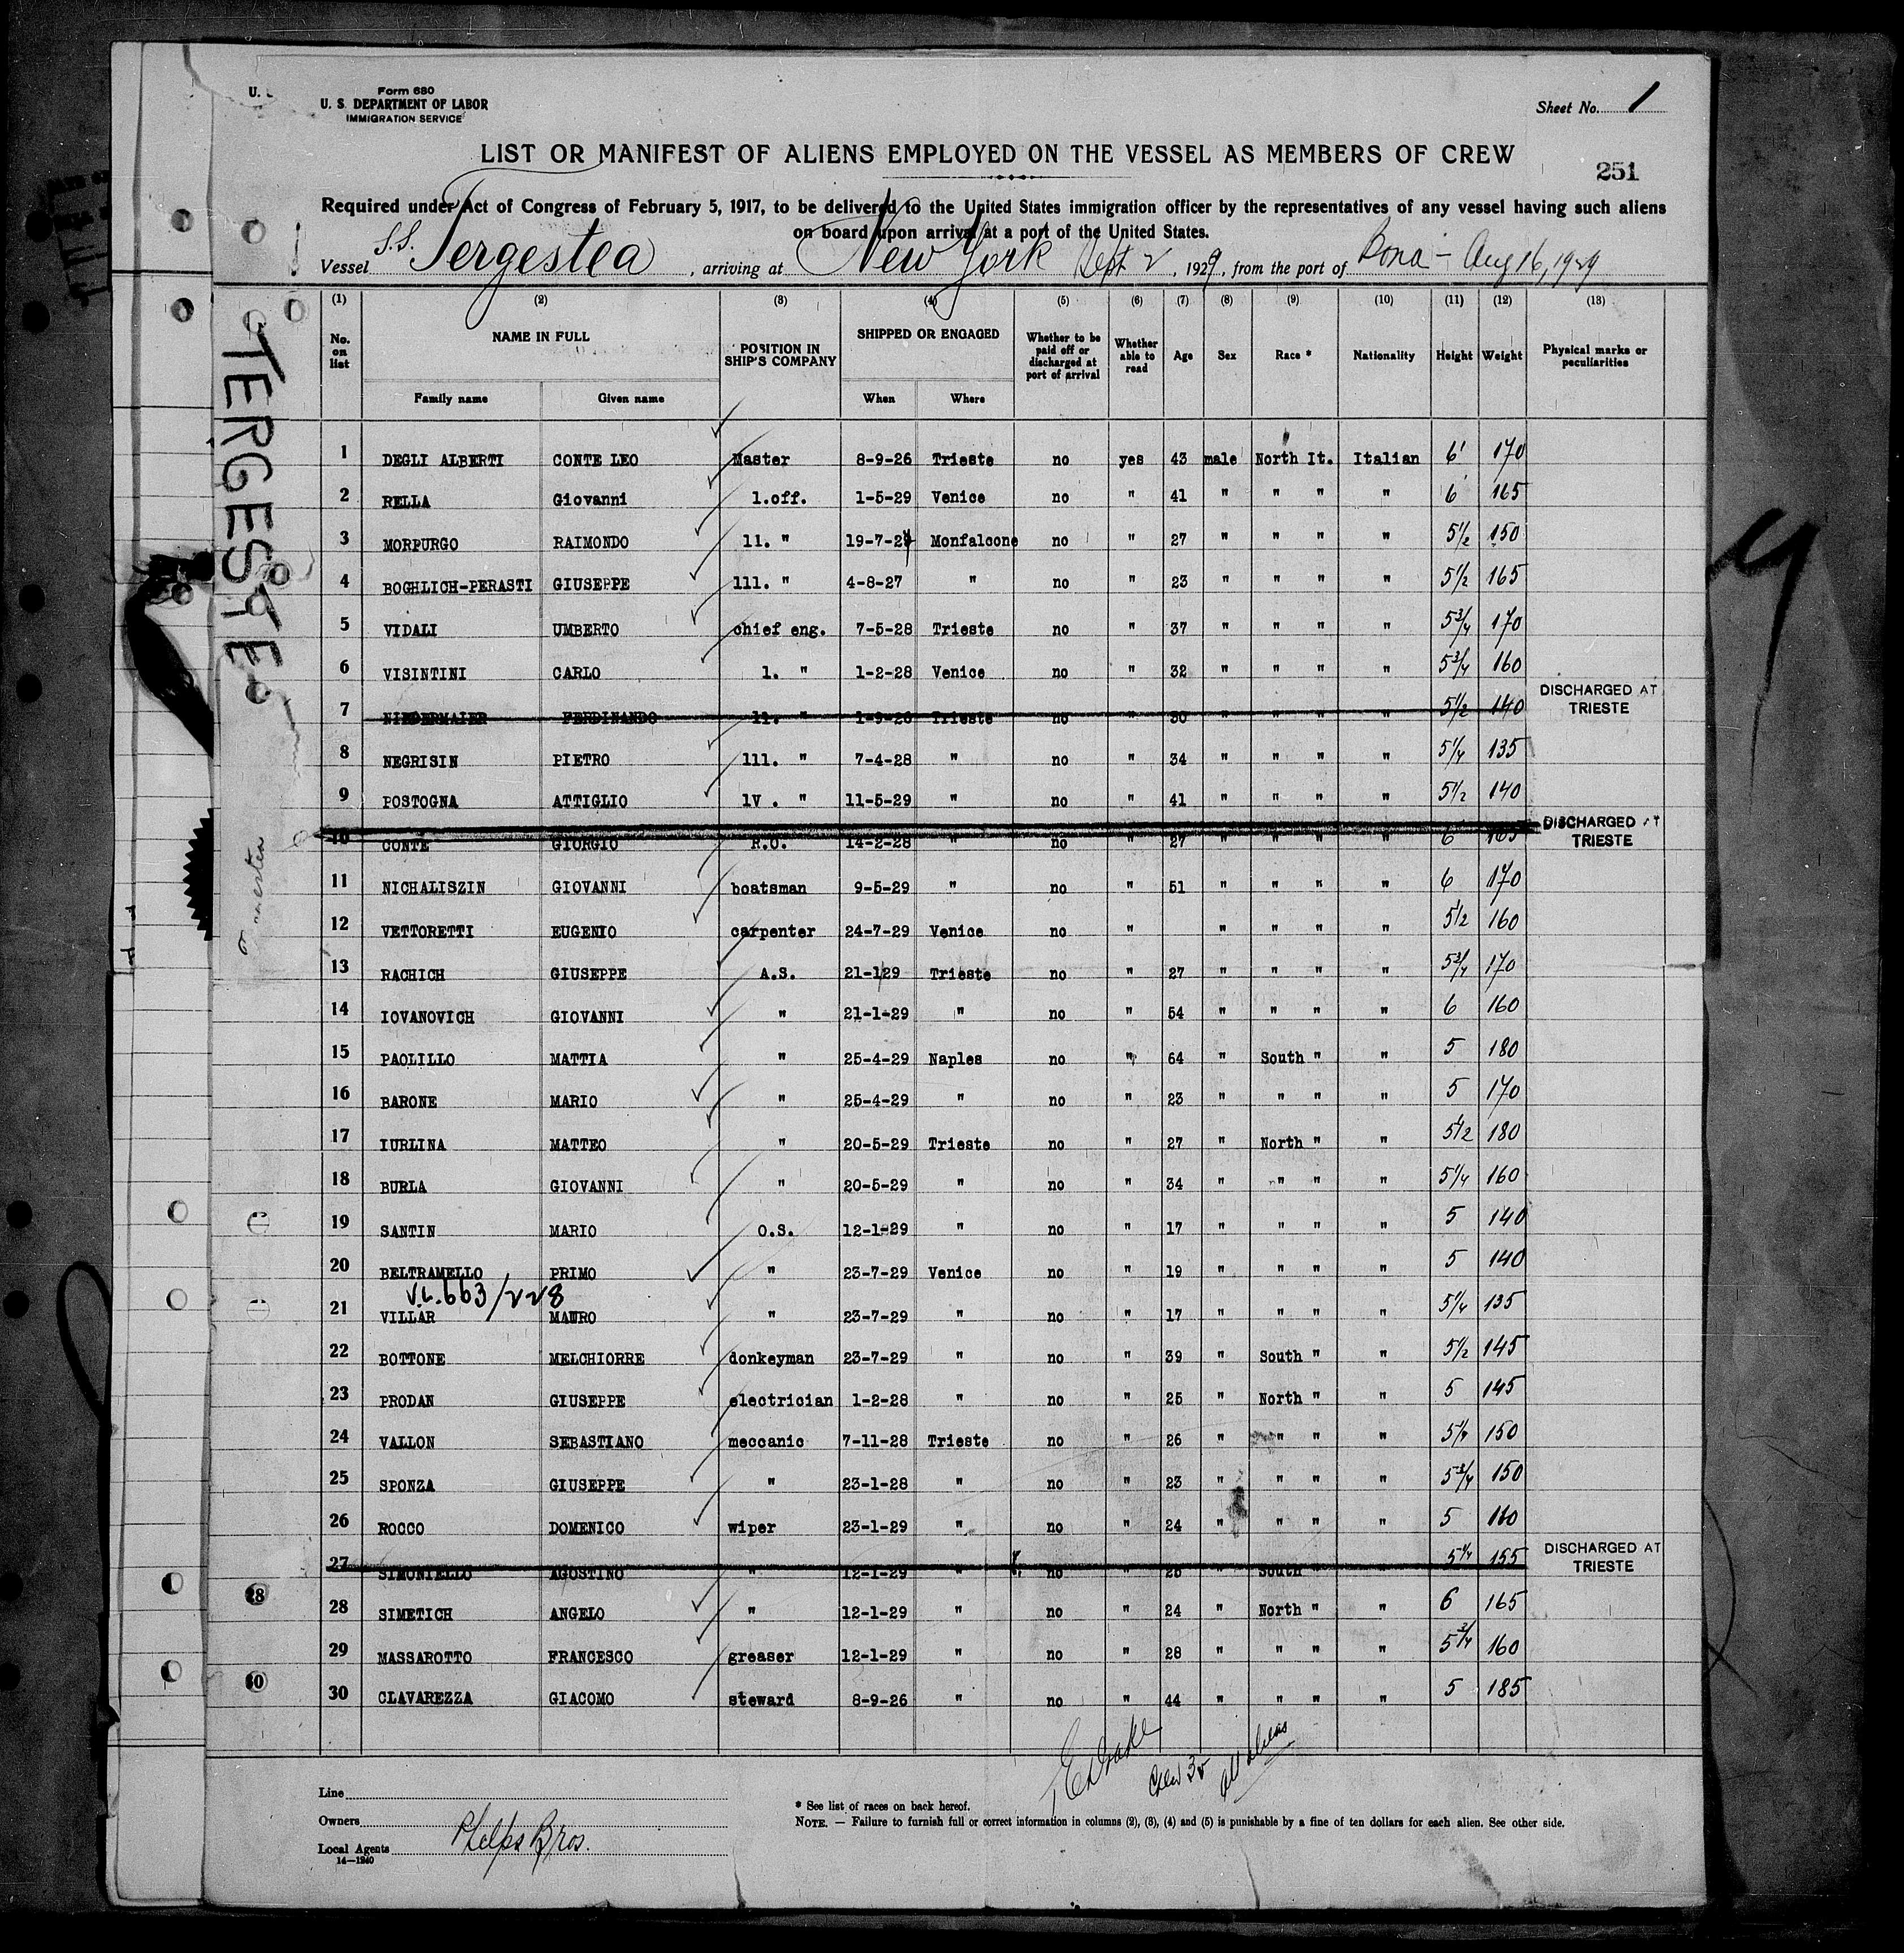 Form 680
U. S. DEPARTMENT OF LABOR
IMMIGRATION SERVICE
Sheet No. 1
LIST OR MANIFEST OF ALIENS EMPLOYED ON THE VESSEL AS MEMBERS OF CREW
251
Required under Act of Congress of February 5, 1917, to be delivered to the United States immigration officer by the representatives of any vessel having such aliens
on board upon arrival at a port of the United States.
Vessel S.S. Tergestea, arriving at New York Sept 2, 1929, from the port of Bona - Aug 16, 1929
(1) (2) (3) (4) (5) (6) (7) (8) (9) (10) (11) (12) (13)
No. on list NAME IN FULL POSITION IN SHIP'S COMPANY SHIPPED OR ENGAGED Whether to be paid off or discharged at port of arrival Whether able to read Age Sex Race * Nationality Height Weight Physical marks or peculiarities
Family name Given name When Where
1 DEGLI ALBERTI CONTE LEO Master 8-9-26 Trieste no yes 43 male North It. Italian 6' 170
2 RELLA Giovanni 1.off. 1-5-29 Venice no " 41 " " " " 6 165
3 MORPURGO RAIMONDO 11. " 19-7-2 Monfalcone no " 27 " " " " 5 1/2 150
4 BOGHLICH-PERASTI GIUSEPPE 111. " 4-8-27 " no " 23 " " " " 5 1/2 165
5 VIDALI UMBERTO chief eng. 7-5-28 Trieste no " 37 " " " " 5 3/4 170
6 VISINTINI CARLO 1. " 1-2-28 Venice no " 32 " " " " 5 3/4 160
7 NIEDERMAIER FERDINANDO 11. " 1-9-26 Trieste no " 30 " " " " 5 1/2 140 DISCHARGED AT TRIESTE
8 NEGRISIN PIETRO 111. " 7-4-28 " no " 34 " " " " 5 1/4 135
9 POSTOGNA ATTIGLIO 1V . " 11-5-29 " no " 41 " " " " 5 1/2 140
10 CONTE GIORGIO R.O. 14-2-28 " no " 27 " " " " 6 165 DISCHARGED AT TRIESTE
11 NICHALISZIN GIOVANNI boatsman 9-5-29 " no " 51 " " " " 6 170
12 VETTORETTI EUGENIO carpenter 24-7-29 Venice no " " " " " 5 1/2 160
13 RACHICH GIUSEPPE A.S. 21-129 Trieste no " 27 " " " " 5 3/4 170
14 IOVANOVICH GIOVANNI " 21-1-29 " no " 54 " " " " 6 160
15 PAOLILLO MATTIA " 25-4-29 Naples no " 64 " South " " 5 180
16 BARONE MARIO " 25-4-29 " no " 23 " " " " 5 170
17 IURLINA MATTEO " 20-5-29 Trieste no " 27 " North " " 5 1/2 180
18 BURLA GIOVANNI " 20-5-29 " no " 34 " " " " 5 1/4 160
19 SANTIN MARIO O.S. 12-1-29 " no " 17 " " " " 5 140
20 BELTRAMELLO PRIMO " 23-7-29 Venice no " 19 " " " " 5 140
V.L. 663/228
21 VILLAR MAURO " 23-7-29 " no " 17 " " " " 5 1/4 135
22 BOTTONE MELCHIORRE donkeyman 23-7-29 " no " 39 " South " " 5 1/2 145
23 PRODAN GIUSEPPE electrician 1-2-28 " no " 25 " North " " 5 145
24 VALLON SEBASTIANO meccanic 7-11-28 Trieste no " 26 " " " " 5 1/4 150
25 SPONZA GIUSEPPE " 23-1-28 " no " 23 " " " " 5 3/4 150
26 ROCCO DOMENICO wiper 23-1-29 " no " 24 " " " " 5 160
27 SIMONIELLO AGOSTINO " 12-1-29 " no " " South " " 5 1/4 155 DISCHARGED AT TRIESTE
28 SIMETICH ANGELO " 12-1-29 " no " 24 " North " " 6 165
29 MASSAROTTO FRANCESCO greaser 12-1-29 " no " 28 " " " " 5 3/4 160
30 CLAVAREZZA GIACOMO steward 8-9-26 " no " 44 " " " " 5 185
Line
Owners
Local Agents Phelps Bros.
14—1240
* See list of races on back hereof.
NOTE. — Failure to furnish full or correct information in columns (2), (3), (4) and (5) is punishable by a fine of ten dollars for each alien. See other side.
TERGESTE